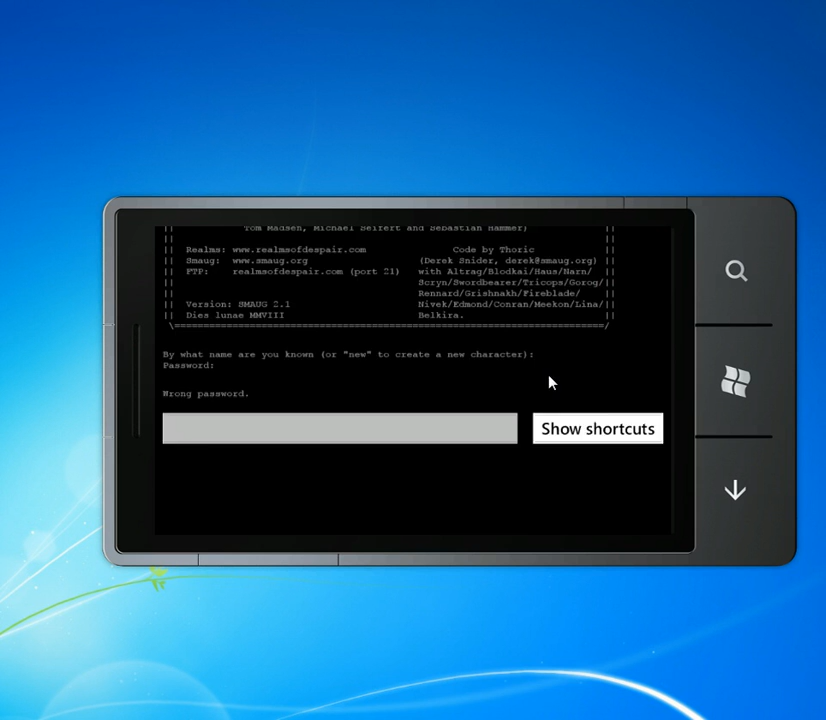 || Tom Madsen, Michael Seifert and Sebastian Hammer) ||
|| ||
|| Realms: www.realmsofdespair.com Code by Thoric ||
|| Smaug: www.smaug.org (Derek Snider, derek@smaug.org) ||
|| FTP: realmsofdespair.com (port 21) with Altrag/Blodkai/Haus/Narn/ ||
|| Scryn/Swordbearer/Tricops/Gorog/||
|| Rennard/Grishnakh/Fireblade/ ||
|| Version: SMAUG 2.1 Nivek/Edmond/Conran/Meekon/Lina/||
|| Dies lunae MMVIII Belkira. ||
\==========================================================================/
By what name are you known (or "new" to create a new character):
Password:
Wrong password.
Show shortcuts